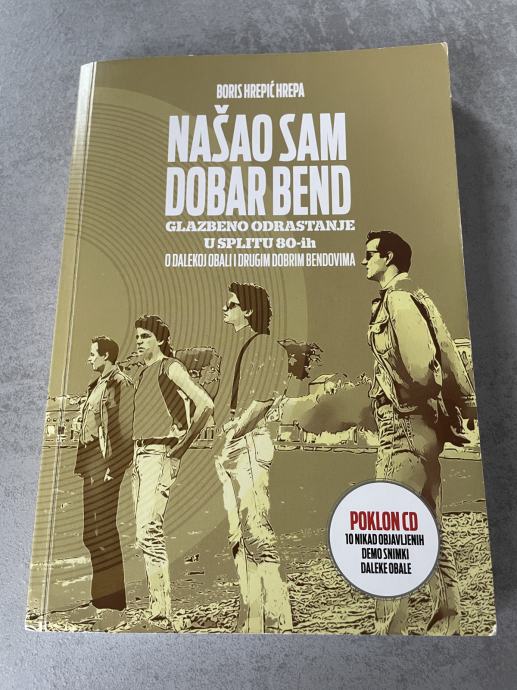 BORIS HREPIĆ HREPA
NAŠAO SAM
DOBAR BEND
GLAZBENO ODRASTANJE
U SPLITU 80-ih
O DALEKOJ OBALI I DRUGIM DOBRIM BENDOVIMA
POKLON CD
10 NIKAD OBJAVLJENIH
DEMO SNIMKI
DALEKE OBALE